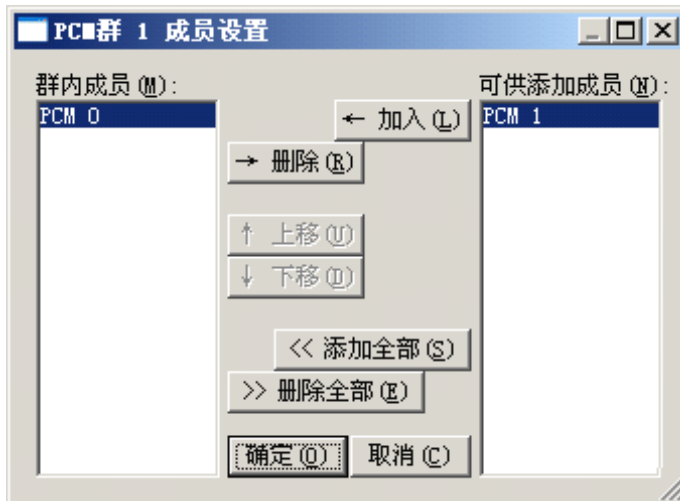 PCM群 1 成员设置
群内成员(M):
可供添加成员(N):
PCM 0
← 加入(L)
PCM 1
→ 删除(R)
↑ 上移(U)
↓ 下移(D)
<< 添加全部(S)
>> 删除全部(E)
确定(O)
取消(C)